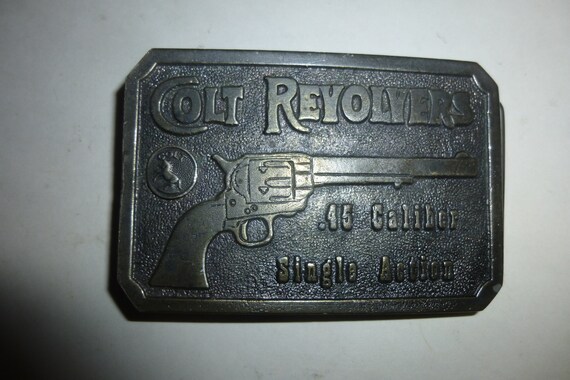 COLT REVOLVERS
.45 Caliber
Single Action